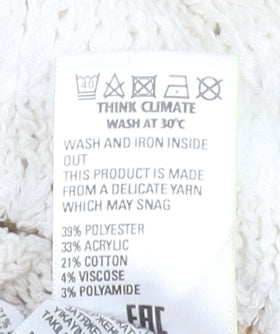 40
THINK CLIMATE
WASH AT 30°C
WASH AND IRON INSIDE
OUT
THIS PRODUCT IS MADE
FROM A DELICATE YARN
WHICH MAY SNAG
39% POLYESTER
33% ACRYLIC
21% COTTON
4% VISCOSE
3% POLYAMIDE
EAC